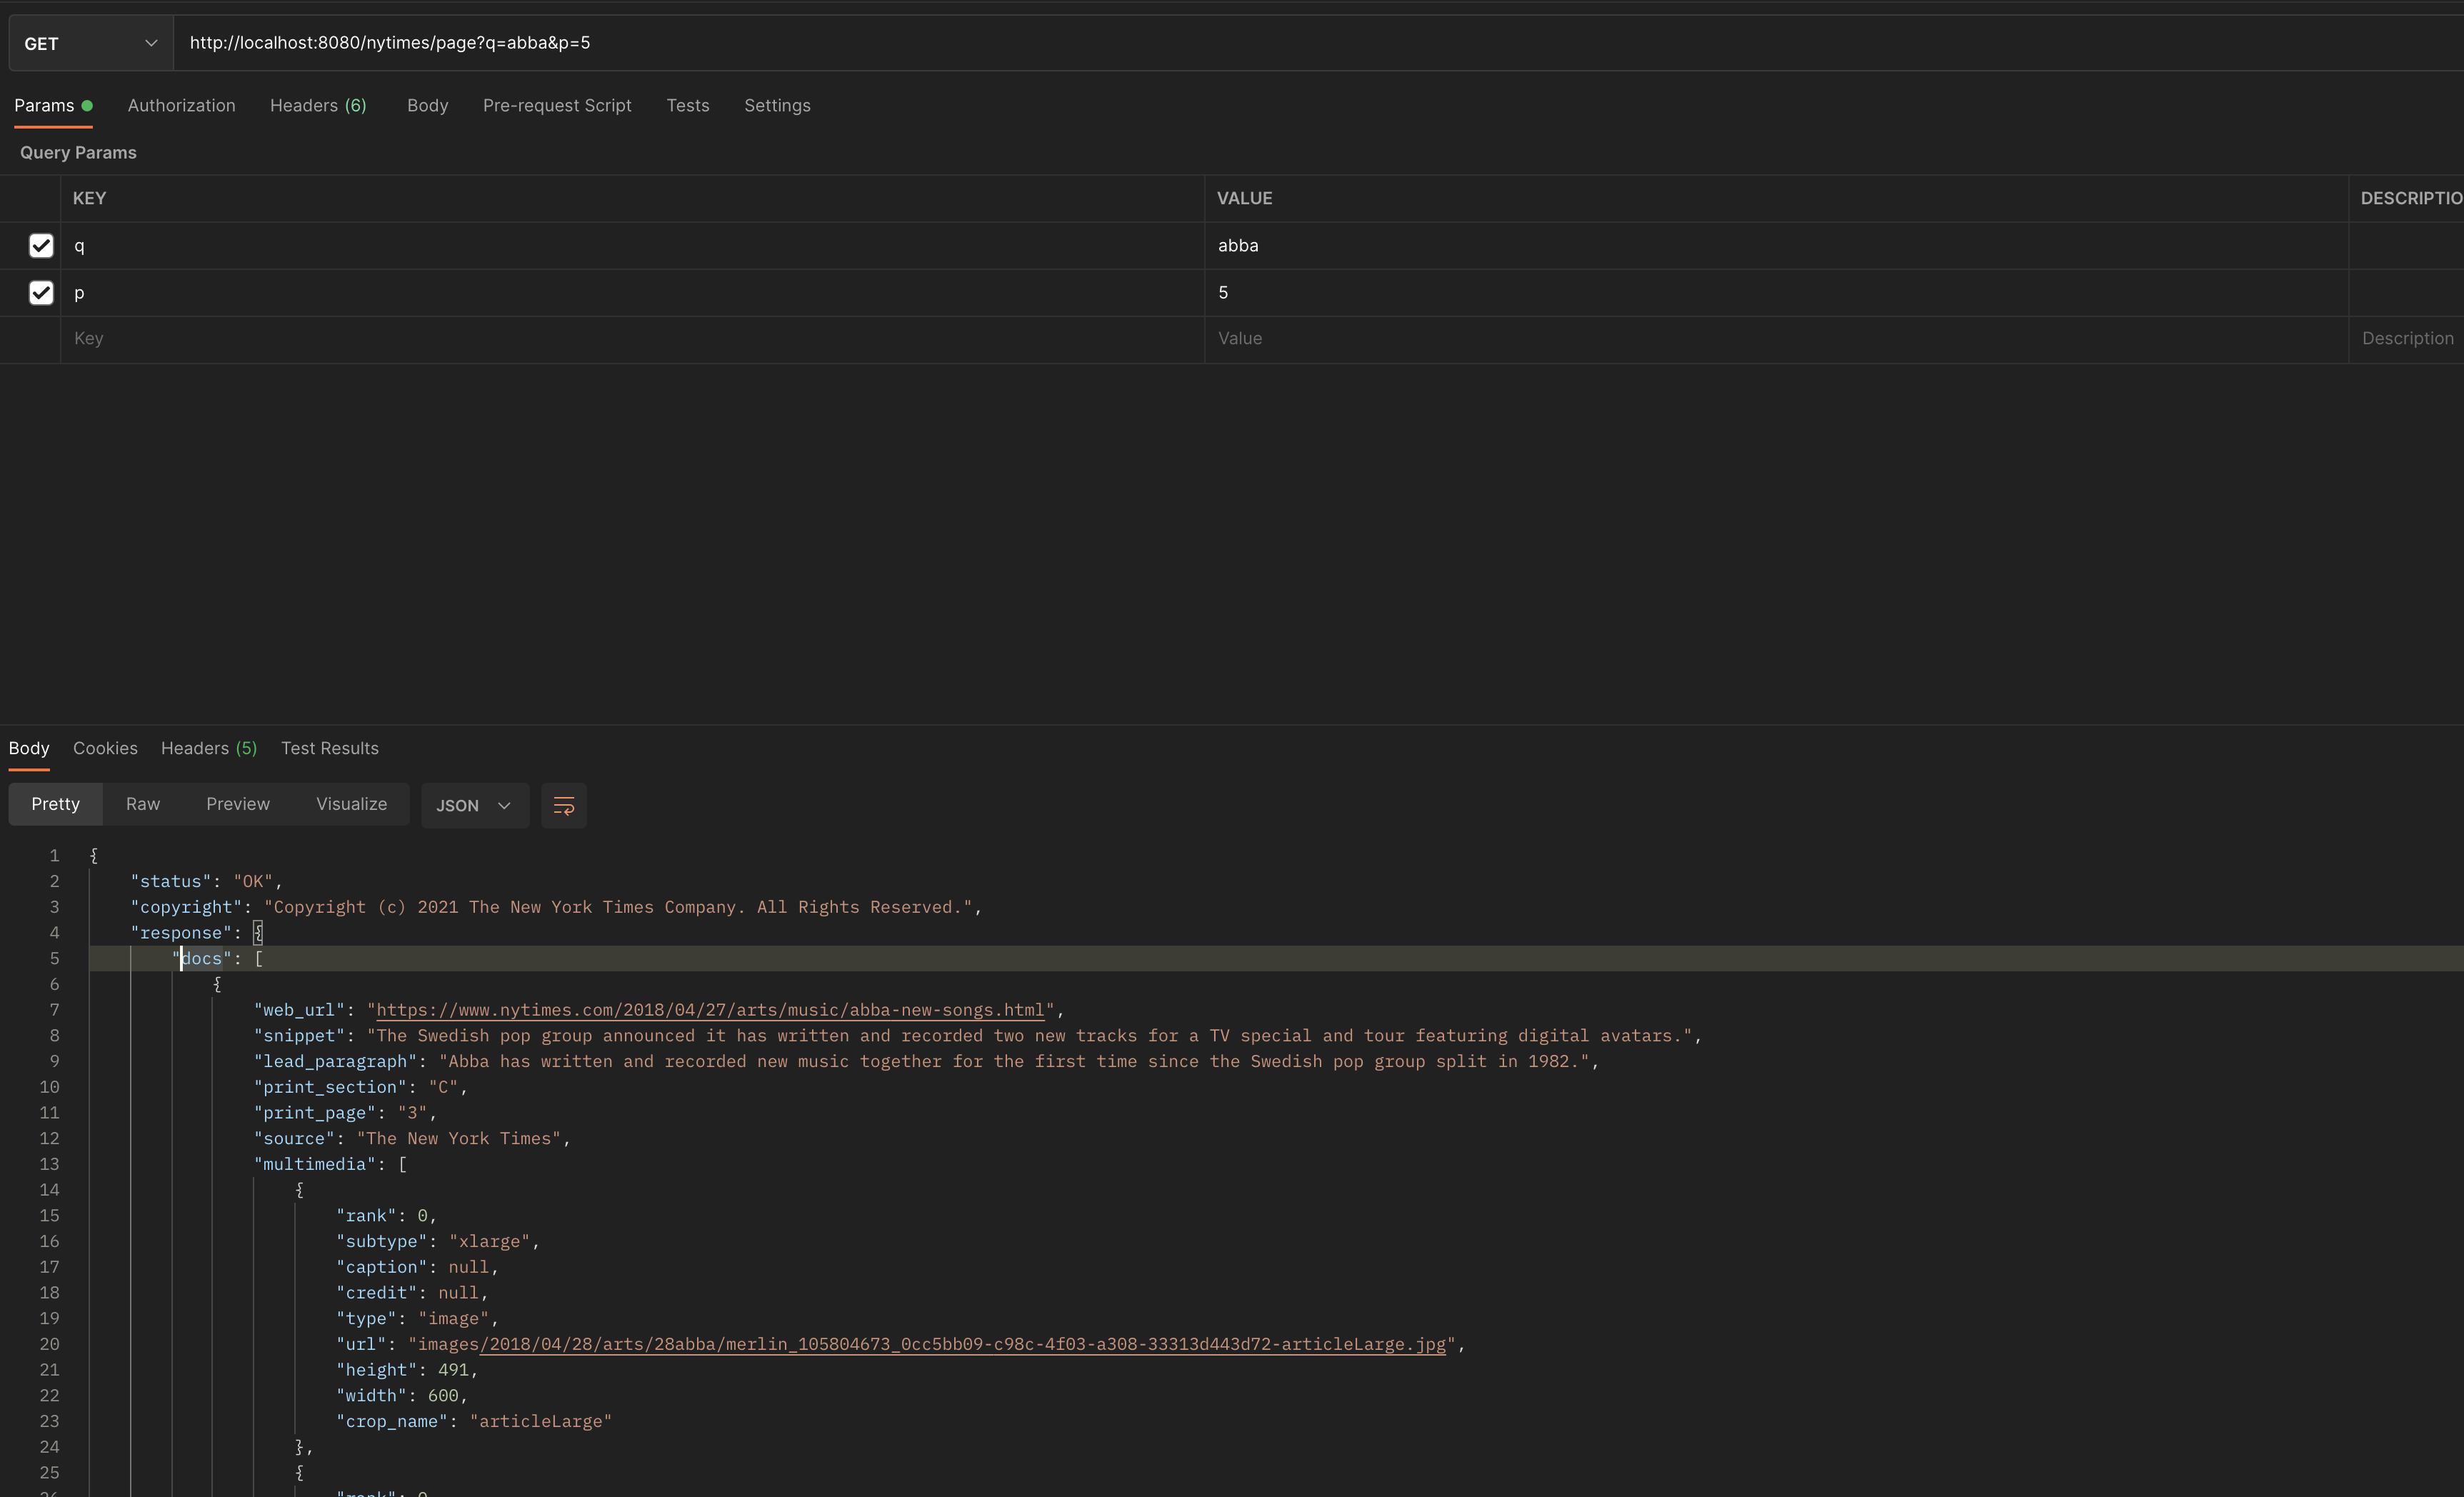 GET http://localhost:8080/nytimes/page?q=abba&p=5
Params Authorization Headers (6) Body Pre-request Script Tests Settings
Query Params
KEY VALUE DESCRIPTIO
q abba
p 5
Key Value Description
Body Cookies Headers (5) Test Results
Pretty Raw Preview Visualize JSON
1 {
2 "status": "OK",
3 "copyright": "Copyright (c) 2021 The New York Times Company. All Rights Reserved.",
4 "response": {
5 "docs": [
6 {
7 "web_url": "https://www.nytimes.com/2018/04/27/arts/music/abba-new-songs.html",
8 "snippet": "The Swedish pop group announced it has written and recorded two new tracks for a TV special and tour featuring digital avatars.",
9 "lead_paragraph": "Abba has written and recorded new music together for the first time since the Swedish pop group split in 1982.",
10 "print_section": "C",
11 "print_page": "3",
12 "source": "The New York Times",
13 "multimedia": [
14 {
15 "rank": 0,
16 "subtype": "xlarge",
17 "caption": null,
18 "credit": null,
19 "type": "image",
20 "url": "images/2018/04/28/arts/28abba/merlin_105804673_0cc5bb09-c98c-4f03-a308-33313d443d72-articleLarge.jpg",
21 "height": 491,
22 "width": 600,
23 "crop_name": "articleLarge"
24 },
25 {